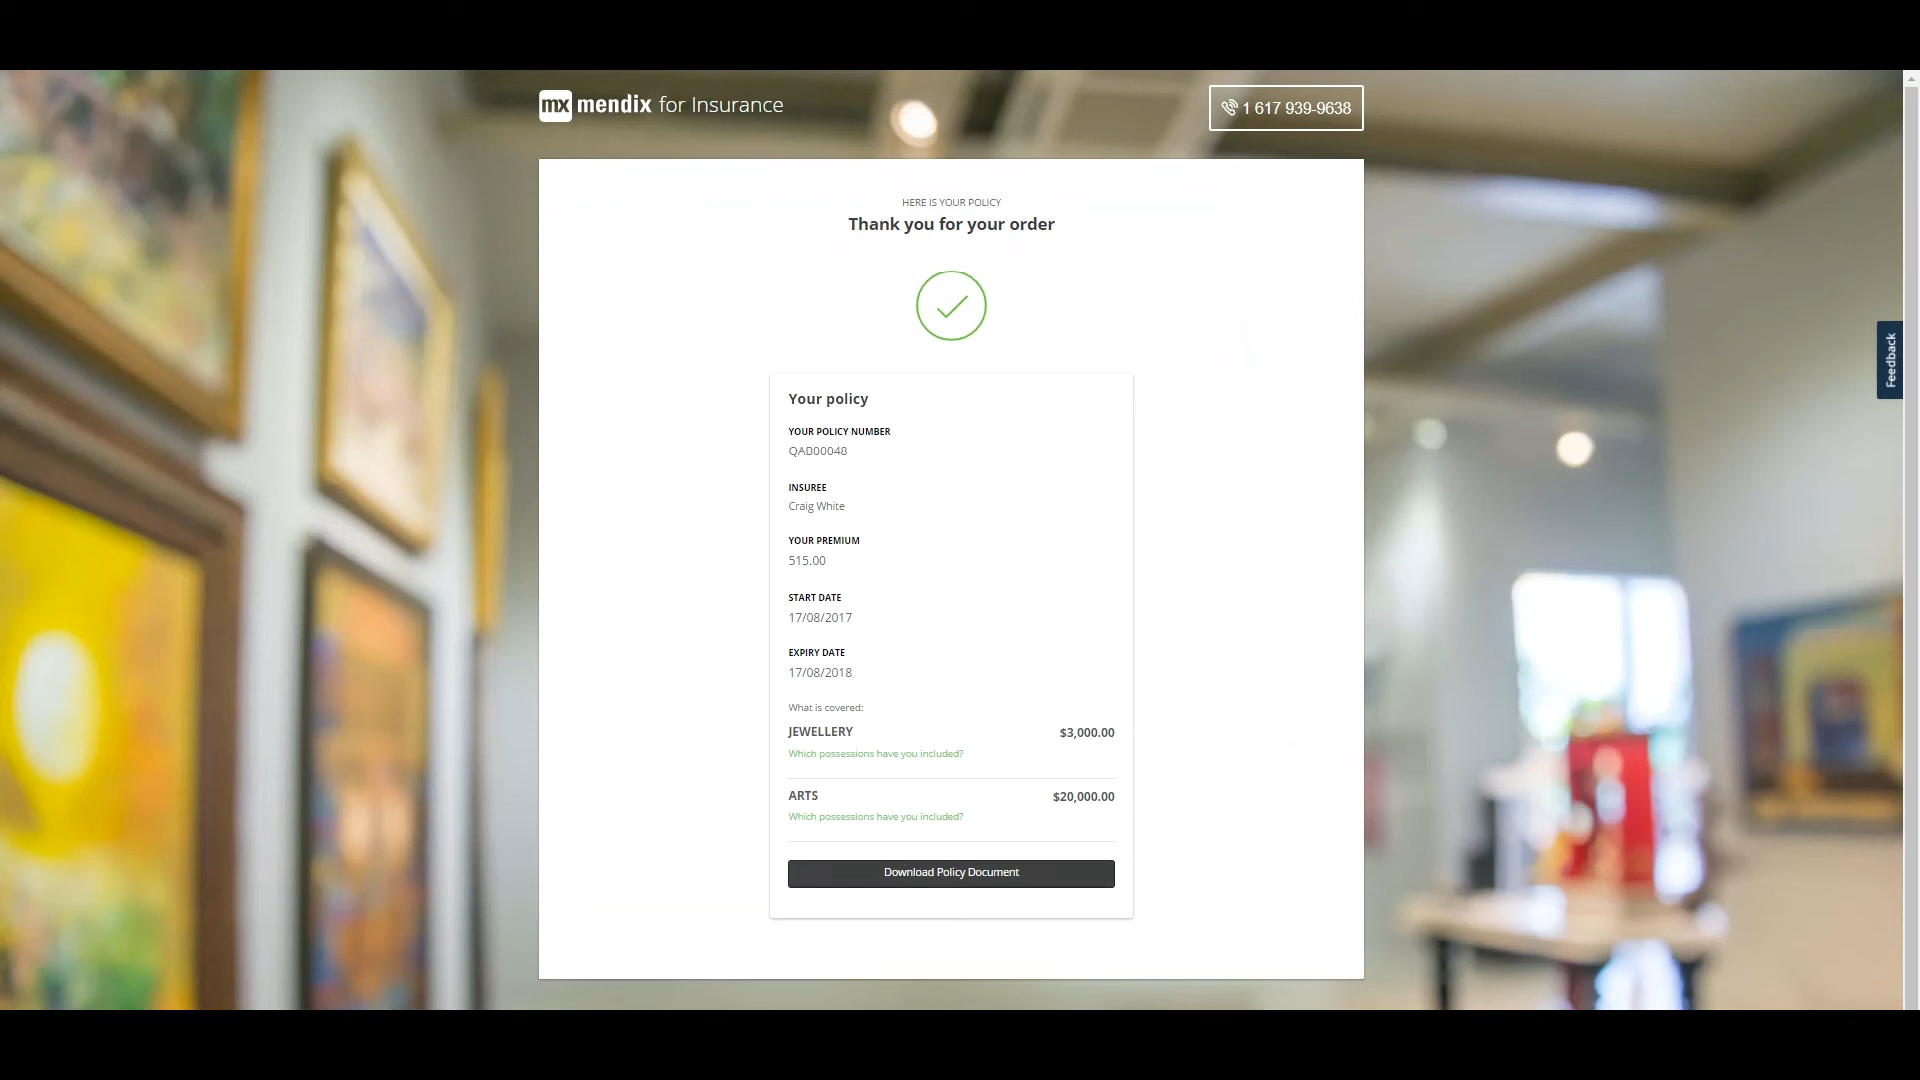 mx mendix for Insurance
1 617 939-9638
HERE IS YOUR POLICY
Thank you for your order
Feedback
Your policy
YOUR POLICY NUMBER
QAB00048
INSUREE
Craig White
YOUR PREMIUM
515.00
START DATE
17/08/2017
EXPIRY DATE
17/08/2018
What is covered:
JEWELLERY $3,000.00
Which possessions have you included?
ARTS $20,000.00
Which possessions have you included?
Download Policy Document